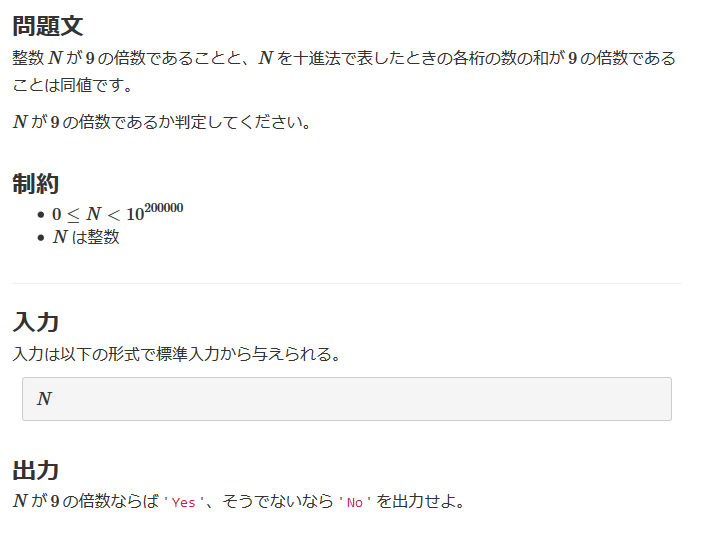 問題文
整数 N が 9 の倍数であることと、N を十進法で表したときの各桁の数の和が 9 の倍数である
ことは同値です。
N が 9 の倍数であるか判定してください。
制約
• 0 ≤ N < 10^200000
• N は整数
入力
入力は以下の形式で標準入力から与えられる。
N
出力
N が 9 の倍数ならば 'Yes'、そうでないなら 'No' を出力せよ。